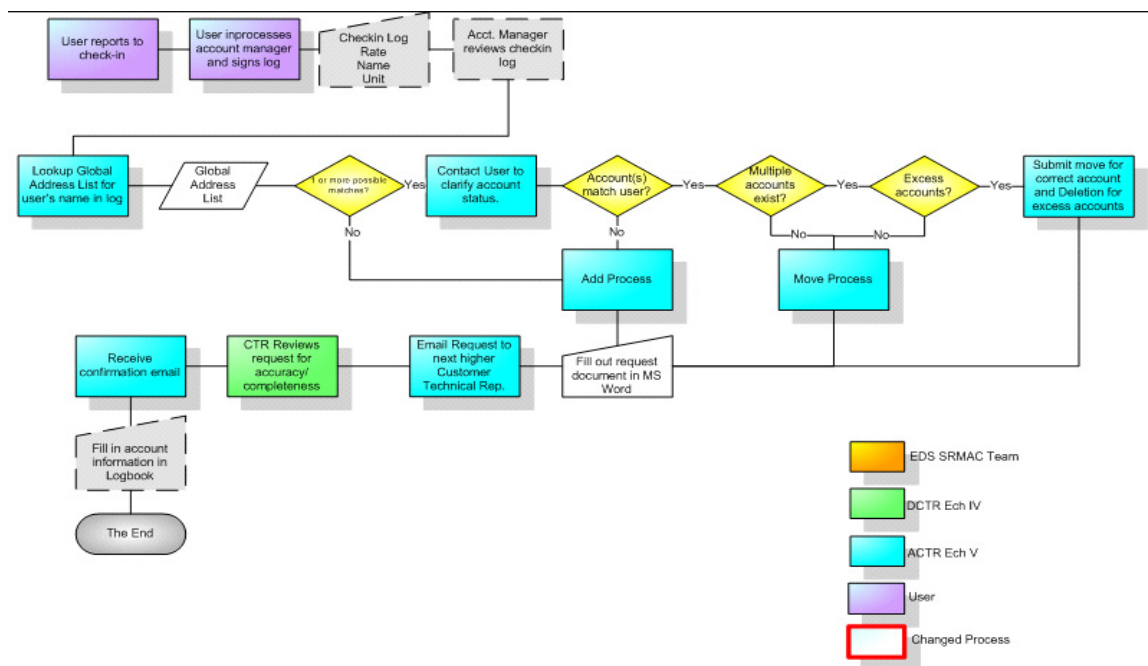 User reports to
check-in
User inprocesses
account manager
and signs log
Checkin Log
Rate
Name
Unit
Acct. Manager
reviews checkin
log
Lookup Global
Address List for
user's name in log
Global
Address
List
1 or more possible
matches?
Yes
Contact User to
clarify account
status.
Account(s)
match user?
Yes
Multiple
accounts
exist?
Yes
Excess
accounts?
Yes
Submit move for
correct account
and Deletion for
excess accounts
No
No
No
No
Add Process
Move Process
Receive
confirmation email
CTR Reviews
request for
accuracy/
completeness
Email Request to
next higher
Customer
Technical Rep.
Fill out request
document in MS
Word
Fill in account
information in
Logbook
The End
EDS SRMAC Team
DCTR Ech IV
ACTR Ech V
User
Changed Process